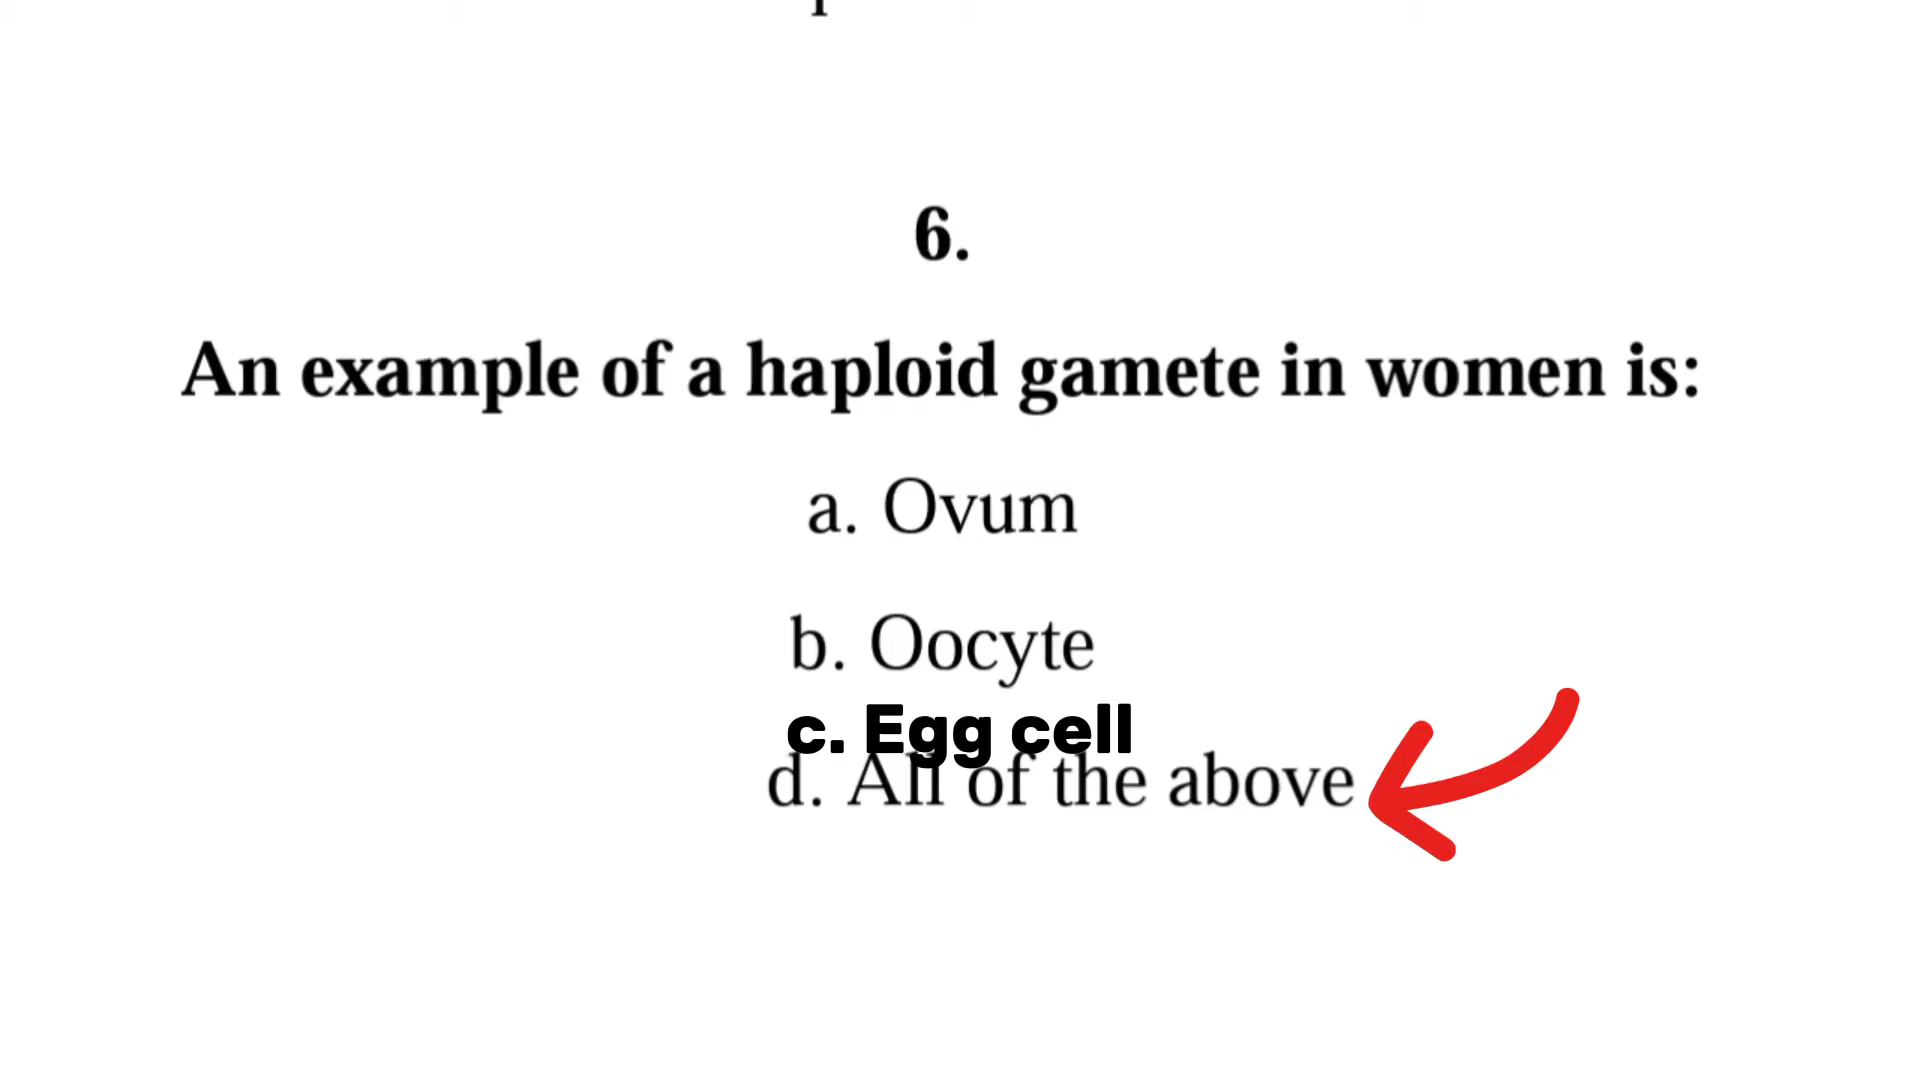 6.
An example of a haploid gamete in women is:
a. Ovum
b. Oocyte
c. Egg cell
d. All of the above